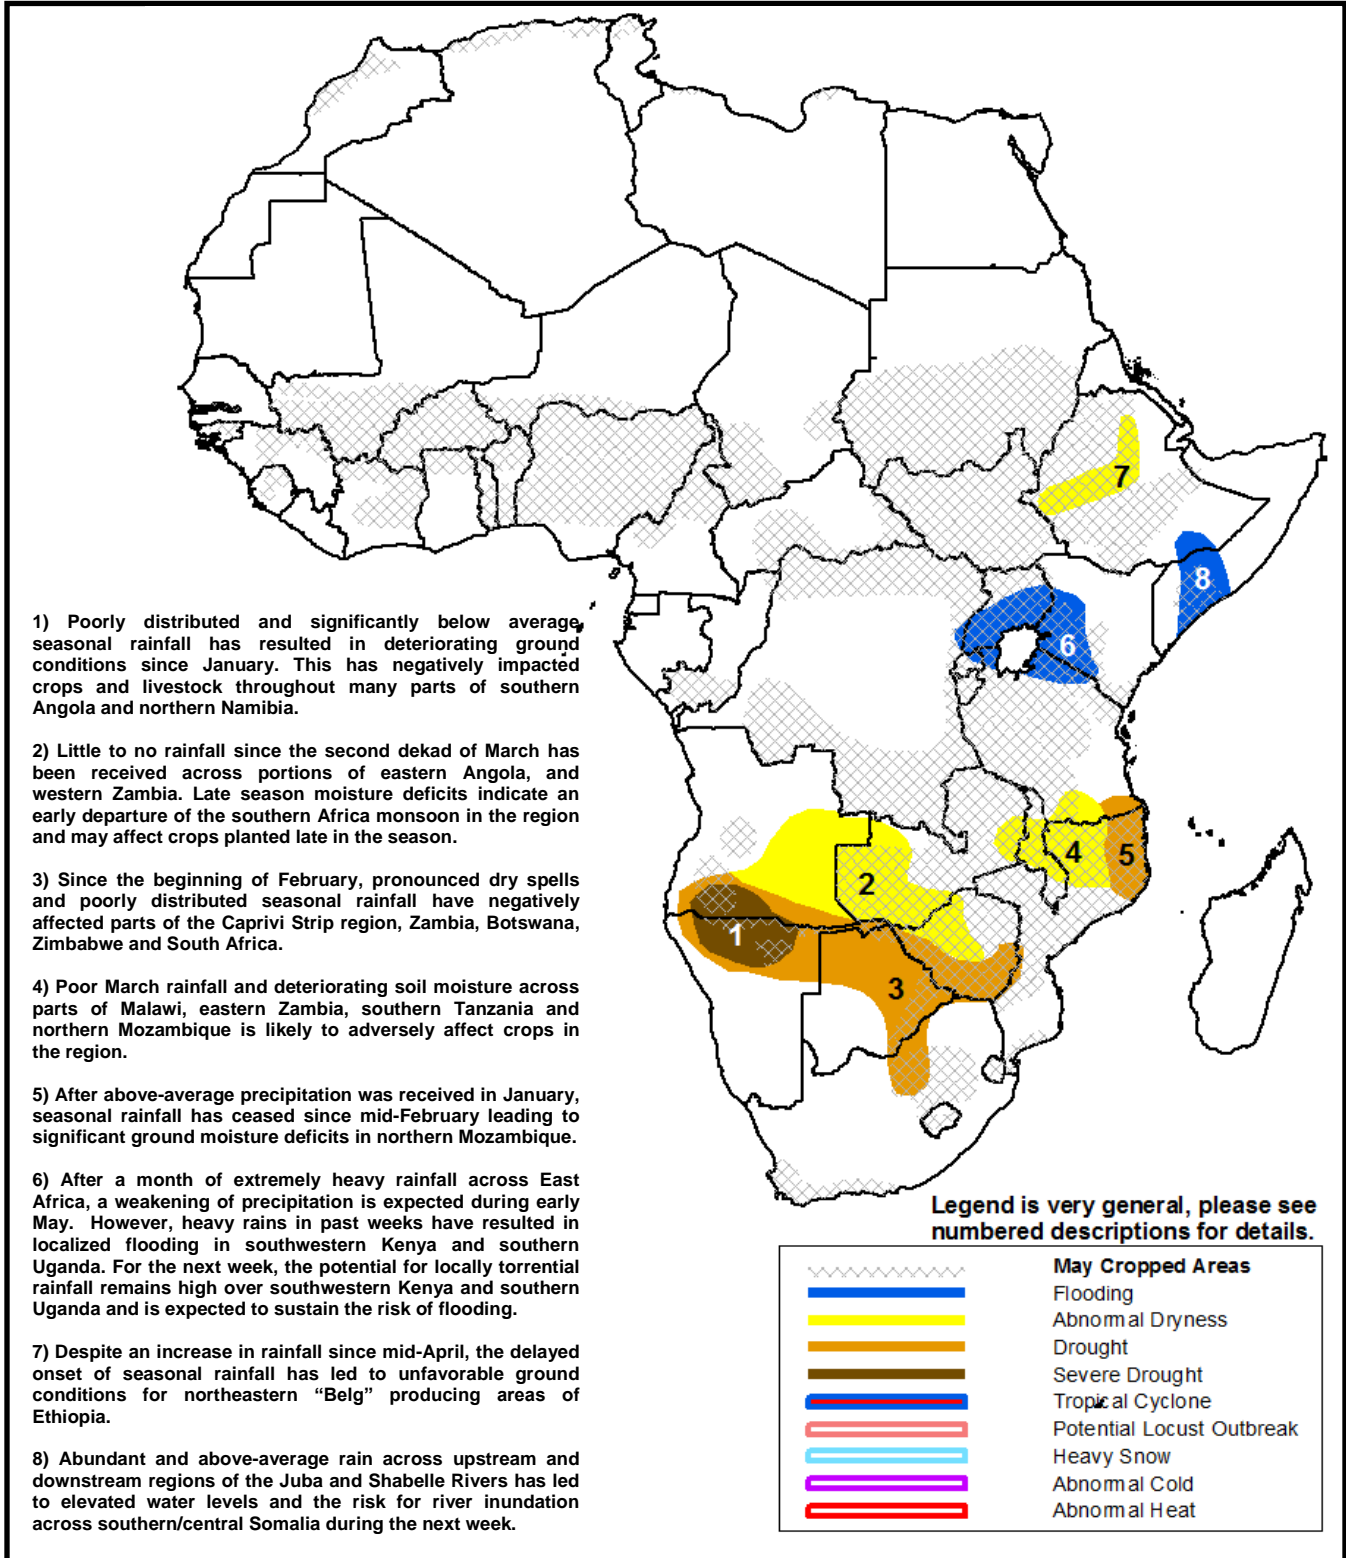 1) Poorly distributed and significantly below average
seasonal rainfall has resulted in deteriorating ground
conditions since January. This has negatively impacted
crops and livestock throughout many parts of southern
Angola and northern Namibia.
2) Little to no rainfall since the second dekad of March has
been received across portions of eastern Angola, and
western Zambia. Late season moisture deficits indicate an
early departure of the southern Africa monsoon in the region
and may affect crops planted late in the season.
3) Since the beginning of February, pronounced dry spells
and poorly distributed seasonal rainfall have negatively
affected parts of the Caprivi Strip region, Zambia, Botswana,
Zimbabwe and South Africa.
4) Poor March rainfall and deteriorating soil moisture across
parts of Malawi, eastern Zambia, southern Tanzania and
northern Mozambique is likely to adversely affect crops in
the region.
5) After above-average precipitation was received in January,
seasonal rainfall has ceased since mid-February leading to
significant ground moisture deficits in northern Mozambique.
6) After a month of extremely heavy rainfall across East
Africa, a weakening of precipitation is expected during early
May. However, heavy rains in past weeks have resulted in
localized flooding in southwestern Kenya and southern
Uganda. For the next week, the potential for locally torrential
rainfall remains high over southwestern Kenya and southern
Uganda and is expected to sustain the risk of flooding.
7) Despite an increase in rainfall since mid-April, the delayed
onset of seasonal rainfall has led to unfavorable ground
conditions for northeastern “Belg” producing areas of
Ethiopia.
8) Abundant and above-average rain across upstream and
downstream regions of the Juba and Shabelle Rivers has led
to elevated water levels and the risk for river inundation
across southern/central Somalia during the next week.
7
8
6
4
5
2
1
3
Legend is very general, please see
numbered descriptions for details.
May Cropped Areas
Flooding
Abnormal Dryness
Drought
Severe Drought
Tropical Cyclone
Potential Locust Outbreak
Heavy Snow
Abnormal Cold
Abnormal Heat